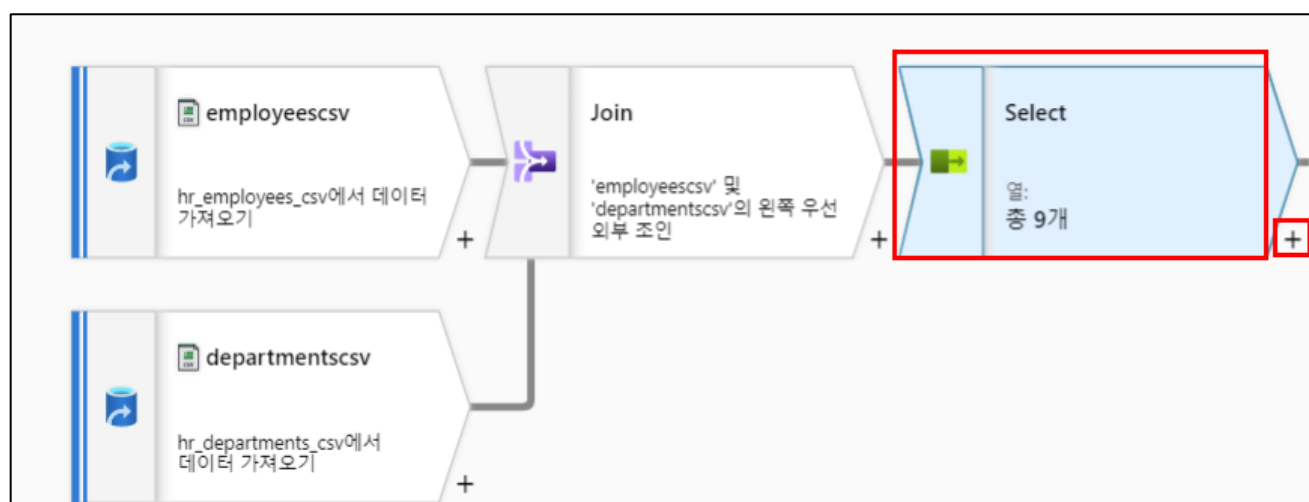 employeescsv
hr_employees_csv에서 데이터
가져오기
+
Join
'employeescsv' 및
'departmentscsv'의 왼쪽 우선
외부 조인
+
Select
열:
총 9개
+
departmentscsv
hr_departments_csv에서
데이터 가져오기
+